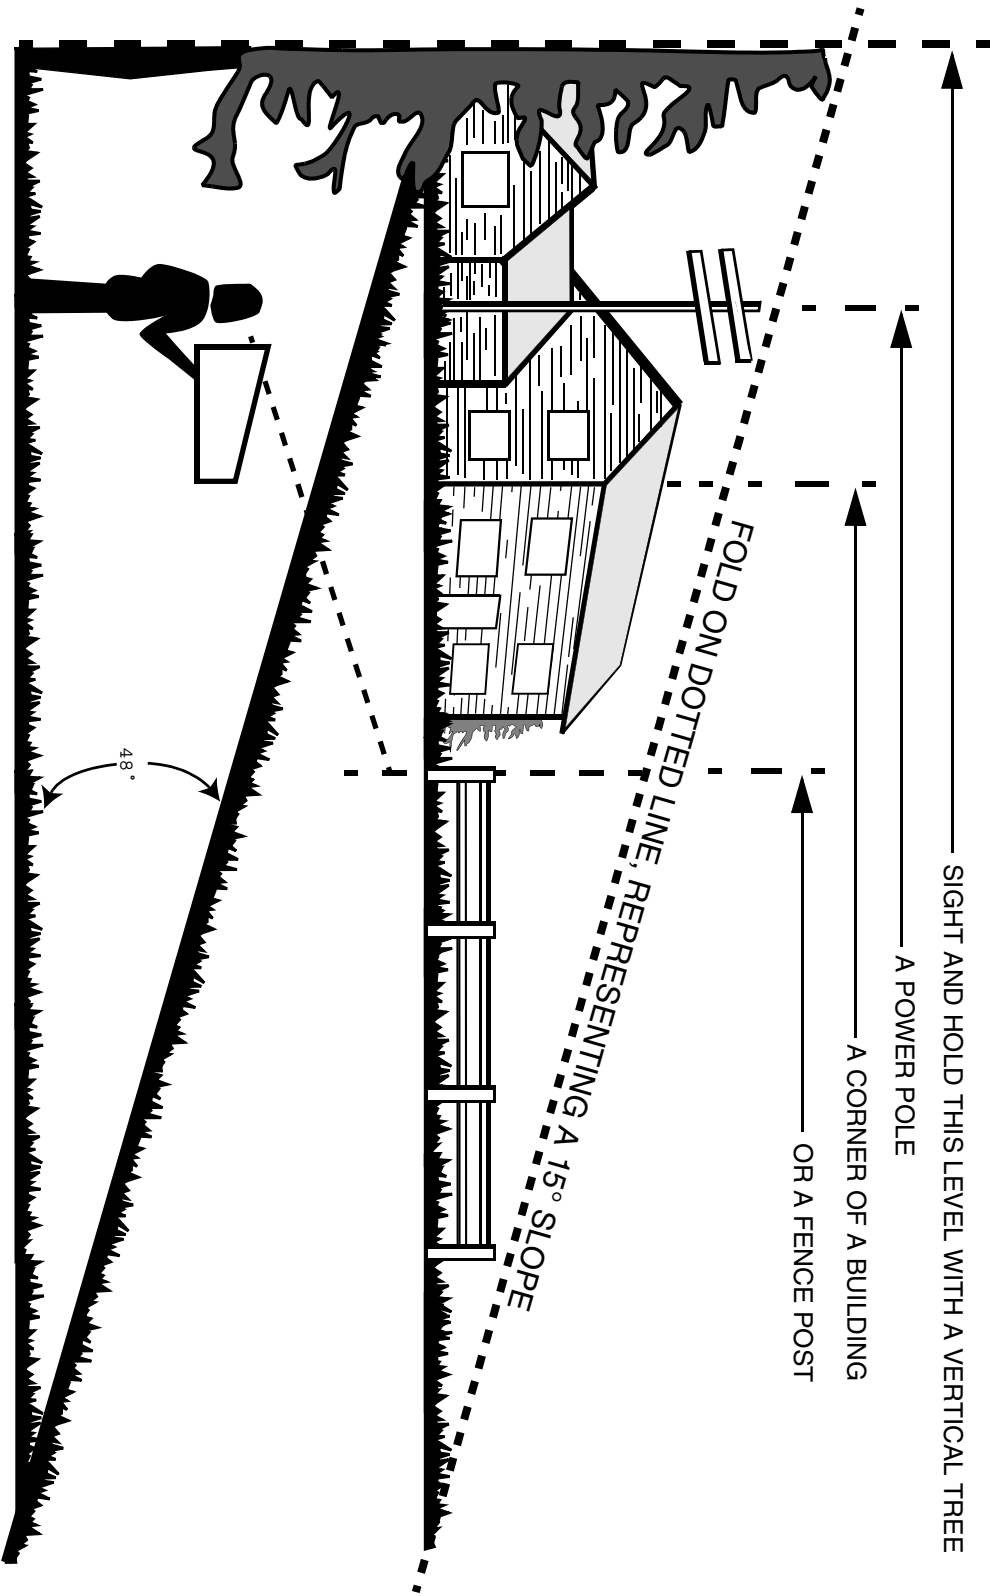 SIGHT AND HOLD THIS LEVEL WITH A VERTICAL TREE
A POWER POLE
A CORNER OF A BUILDING
OR A FENCE POST
FOLD ON DOTTED LINE, REPRESENTING A 15° SLOPE
48°